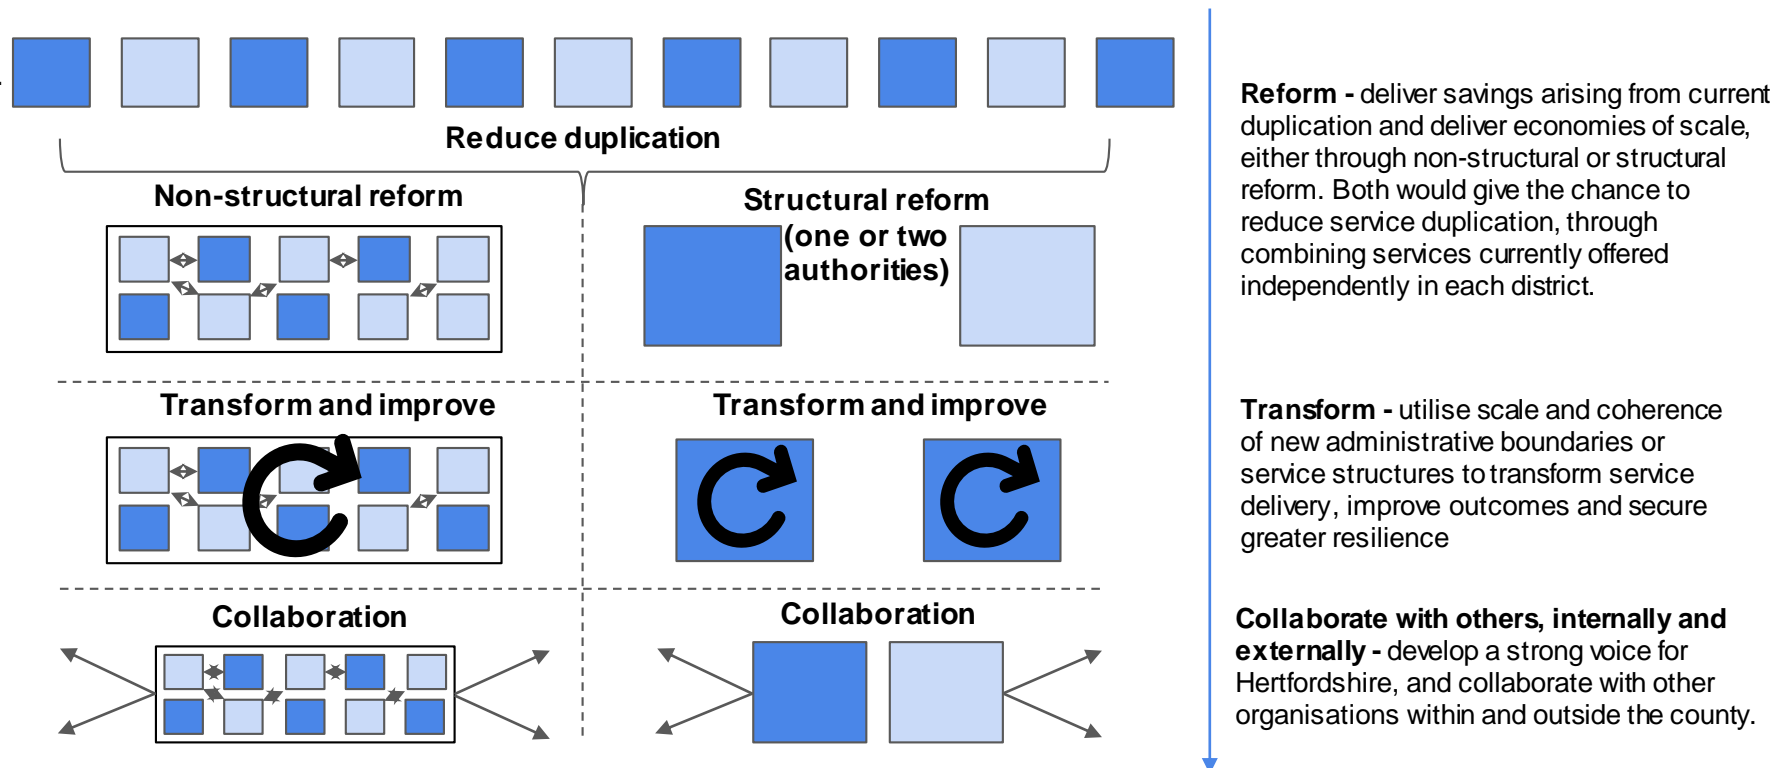 Reduce duplication
Non-structural reform
Structural reform
(one or two
authorities)
Transform and improve
Transform and improve
Collaboration
Collaboration
Reform - deliver savings arising from current
duplication and deliver economies of scale,
either through non-structural or structural
reform. Both would give the chance to
reduce service duplication, through
combining services currently offered
independently in each district.
Transform - utilise scale and coherence
of new administrative boundaries or
service structures to transform service
delivery, improve outcomes and secure
greater resilience
Collaborate with others, internally and
externally - develop a strong voice for
Hertfordshire, and collaborate with other
organisations within and outside the county.